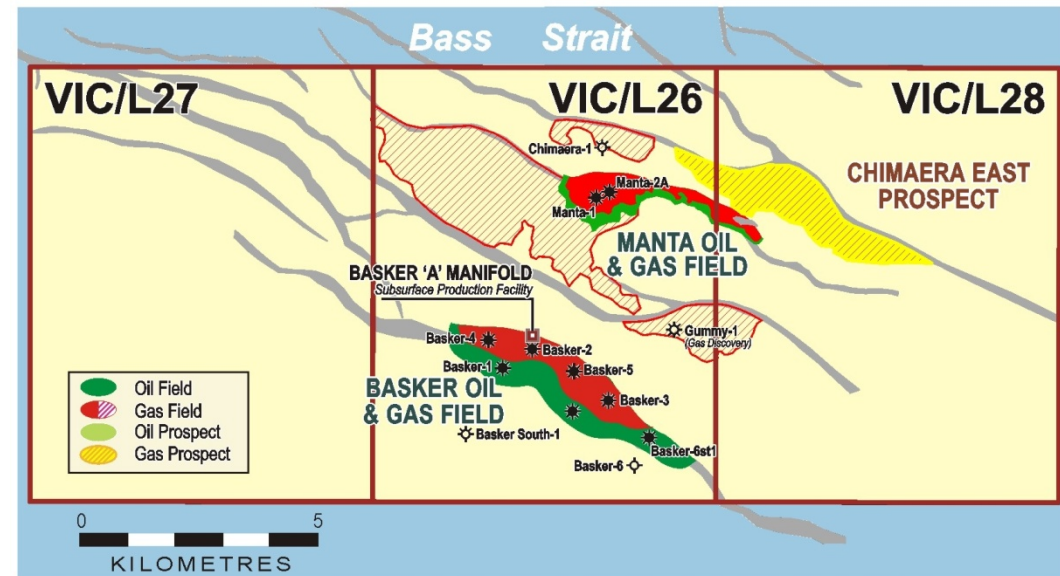 Bass Strait
VIC/L27
VIC/L26
VIC/L28
Chimaera-1
CHIMAERA EAST
PROSPECT
Manta-2A
Manta-1
MANTA OIL
& GAS FIELD
BASKER ‘A’ MANIFOLD
Subsurface Production Facility
Gummy-1
(Gas Discovery)
Basker-4
Basker-2
Basker-1
Basker-5
BASKER OIL
& GAS FIELD
Basker-3
Basker South-1
Basker-6st1
Basker-6
Oil Field
Gas Field
Oil Prospect
Gas Prospect
0 5
KILOMETRES